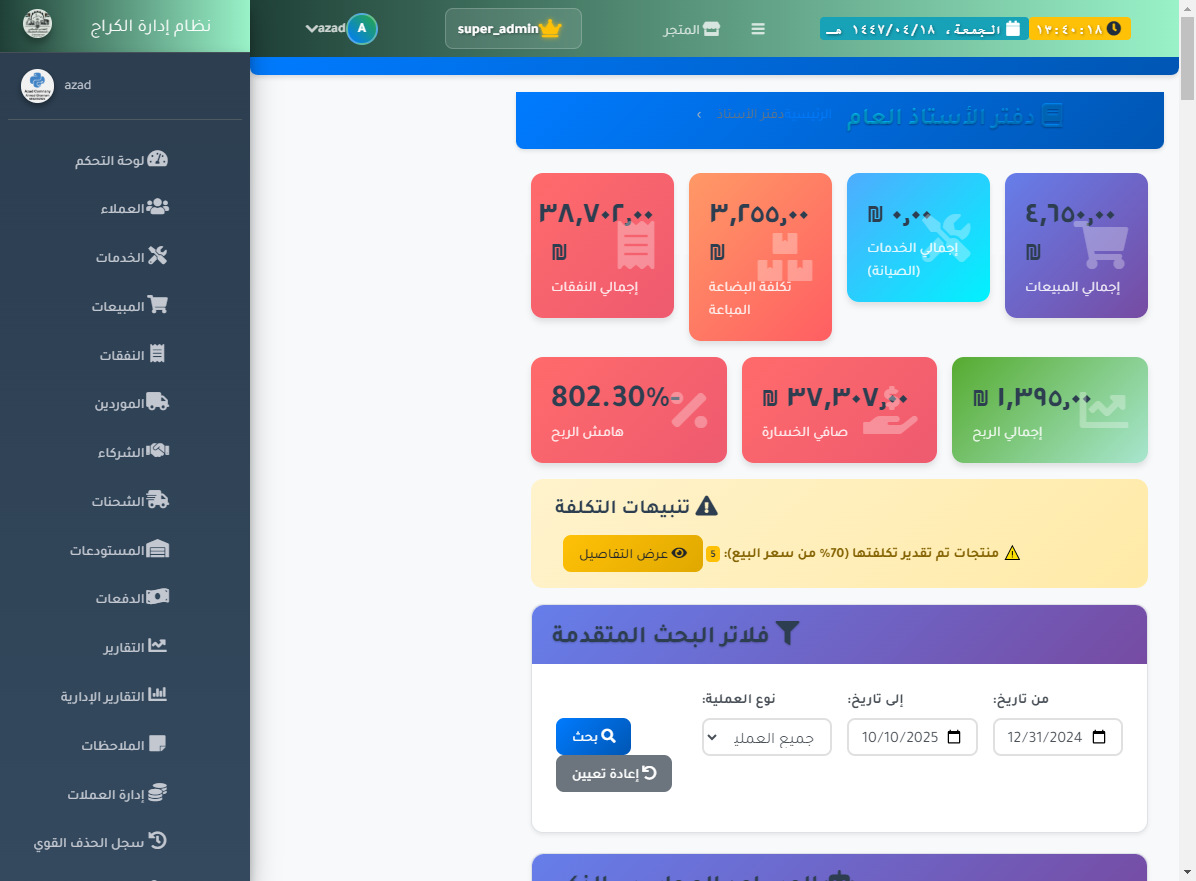 ١٣:٤٠:١٨
الجمعة، ١٤٤٧/٠٤/١٨ هـ
المتجر
super_admin
A
azad
نظام إدارة الكراج
azad
لوحة التحكم
العملاء
الخدمات
المبيعات
النفقات
الموردين
الشركاء
الشحنات
المستودعات
الدفعات
التقارير
التقارير الإدارية
الملاحظات
إدارة العملات
سجل الحذف القوي
دفتر الأستاذ العام
الرئيسية
دفتر الأستاذ
٤,٦٥٠,٠٠ ₪
إجمالي المبيعات
٠,٠٠ ₪
إجمالي الخدمات (الصيانة)
٣,٢٥٥,٠٠ ₪
تكلفة البضاعة المباعة
٣٨,٧٠٢,٠٠ ₪
إجمالي النفقات
١,٣٩٥,٠٠ ₪
إجمالي الربح
٣٧,٣٠٧,٠٠ ₪
صافي الخسارة
802.30%-
هامش الربح
تنبيهات التكلفة
منتجات تم تقدير تكلفتها (70% من سعر البيع): 5
عرض التفاصيل
فلاتر البحث المتقدمة
من تاريخ:
12/31/2024
إلى تاريخ:
10/10/2025
نوع العملية:
جميع العملي
بحث
إعادة تعيين